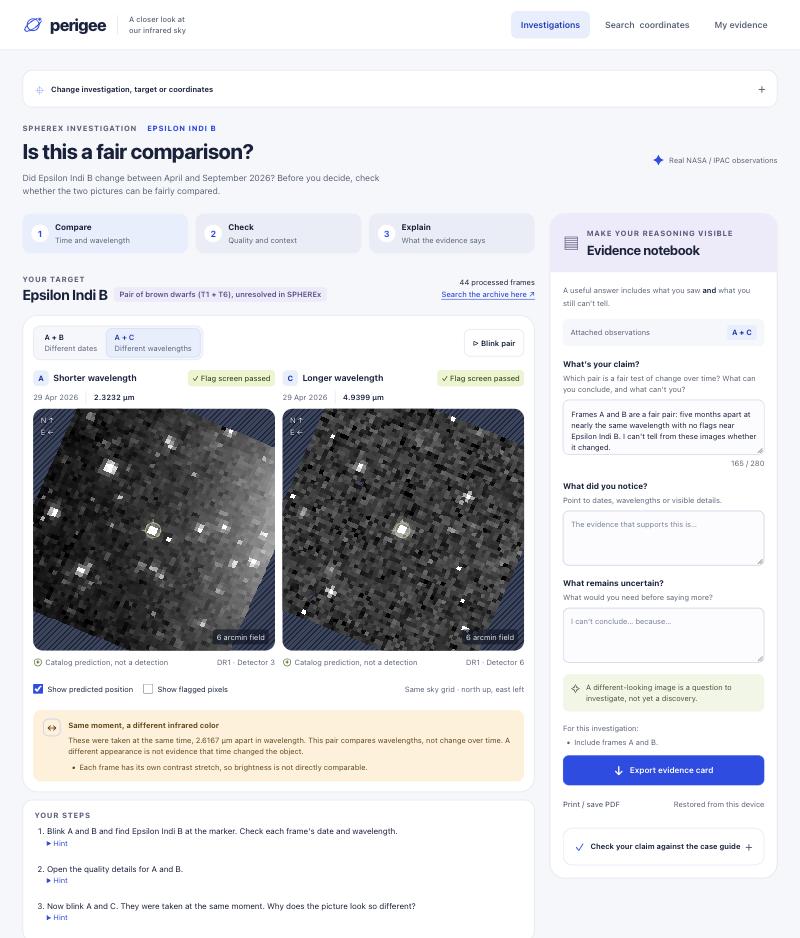 perigee
A closer look at
our infrared sky
Investigations
Search coordinates
My evidence
Change investigation, target or coordinates
+
SPHEREX INVESTIGATION EPSILON INDI B
Is this a fair comparison?
Did Epsilon Indi B change between April and September 2026? Before you decide, check
whether the two pictures can be fairly compared.
Real NASA / IPAC observations
1 Compare
Time and wavelength
2 Check
Quality and context
3 Explain
What the evidence says
YOUR TARGET
Epsilon Indi B Pair of brown dwarfs (T1 + T6), unresolved in SPHEREx
44 processed frames
Search the archive here ↗
A + B
Different dates
A + C
Different wavelengths
Blink pair
A Shorter wavelength ✓ Flag screen passed
29 Apr 2026 2.3232 µm
N ↑
E ←
6 arcmin field
Catalog prediction, not a detection DR1 · Detector 3
C Longer wavelength ✓ Flag screen passed
29 Apr 2026 4.9399 µm
N ↑
E ←
6 arcmin field
Catalog prediction, not a detection DR1 · Detector 6
Show predicted position Show flagged pixels Same sky grid · north up, east left
Same moment, a different infrared color
These were taken at the same time, 2.6167 µm apart in wavelength. This pair compares wavelengths, not change over time. A
different appearance is not evidence that time changed the object.
• Each frame has its own contrast stretch, so brightness is not directly comparable.
YOUR STEPS
1. Blink A and B and find Epsilon Indi B at the marker. Check each frame's date and wavelength.
Hint
2. Open the quality details for A and B.
Hint
3. Now blink A and C. They were taken at the same moment. Why does the picture look so different?
Hint
MAKE YOUR REASONING VISIBLE
Evidence notebook
A useful answer includes what you saw and what you
still can't tell.
Attached observations A + C
What's your claim?
Which pair is a fair test of change over time? What can
you conclude, and what can't you?
Frames A and B are a fair pair: five months apart at
nearly the same wavelength with no flags near
Epsilon Indi B. I can't tell from these images whether
it changed.
165 / 280
What did you notice?
Point to dates, wavelengths or visible details.
The evidence that supports this is...
What remains uncertain?
What would you need before saying more?
I can't conclude... because...
A different-looking image is a question to
investigate, not yet a discovery.
For this investigation:
• Include frames A and B.
Export evidence card
Print / save PDF Restored from this device
Check your claim against the case guide +